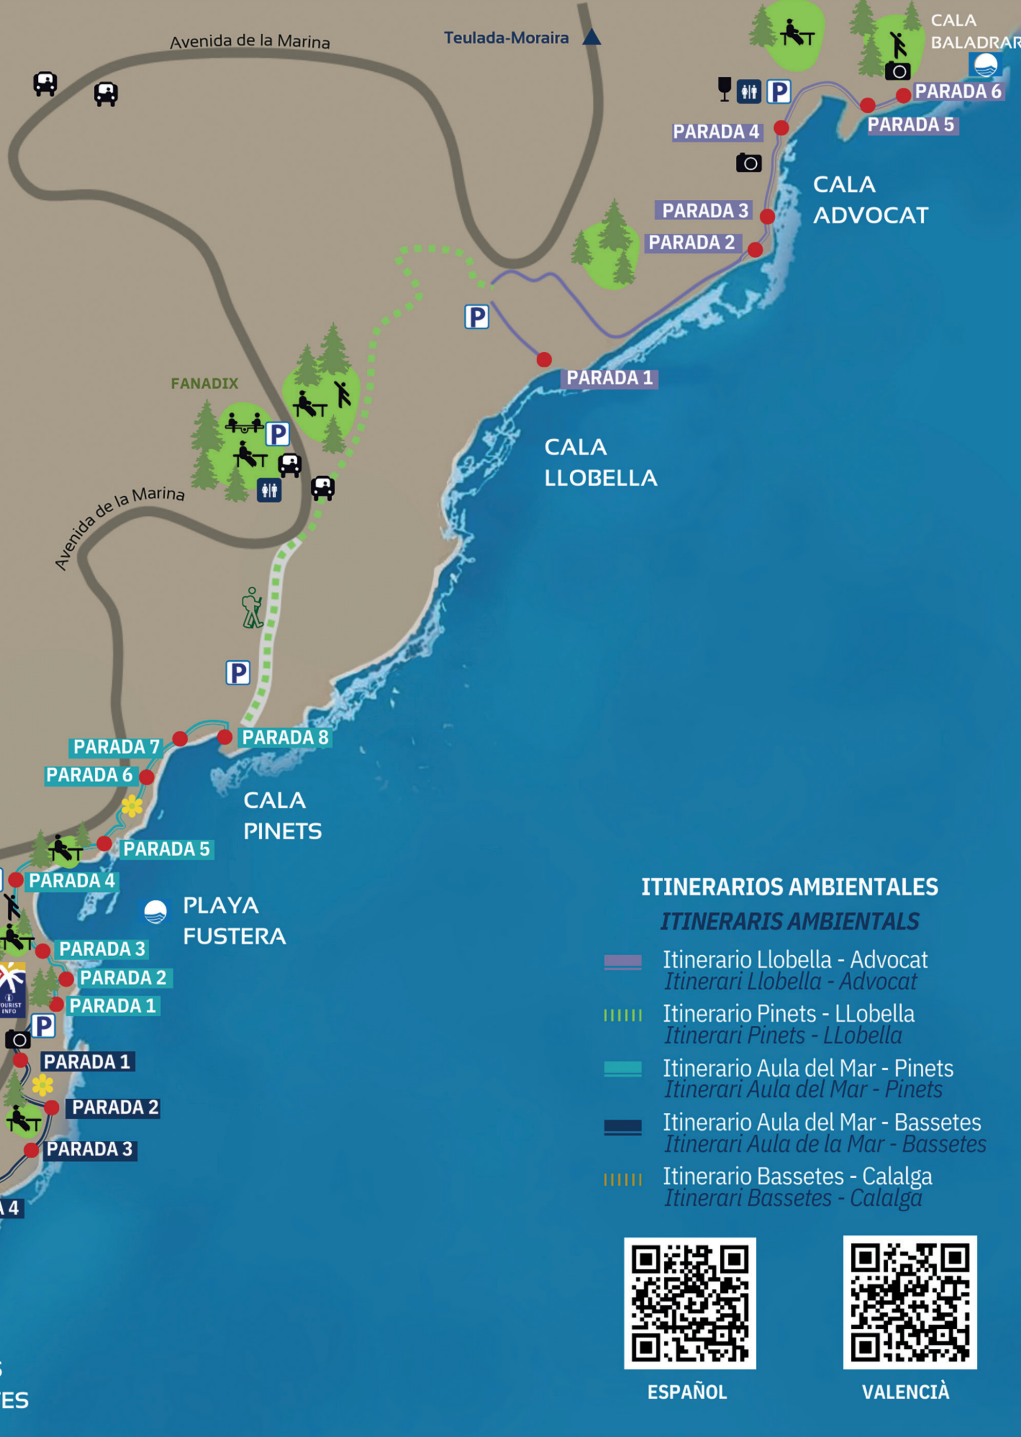 CALA
BALADRAR
Avenida de la Marina
Teulada-Moraira
P
PARADA 6
PARADA 5
PARADA 4
CALA
ADVOCAT
PARADA 3
PARADA 2
P
PARADA 1
FANADIX
P
CALA
LLOBELLA
Avenida de la Marina
P
PARADA 8
PARADA 7
PARADA 6
CALA
PINETS
PARADA 5
PARADA 4
PLAYA
FUSTERA
PARADA 3
PARADA 2
PARADA 1
P
PARADA 1
PARADA 2
PARADA 3
ITINERARIOS AMBIENTALES
ITINERARIS AMBIENTALS
Itinerario Llobella - Advocat
Itinerari Llobella - Advocat
Itinerario Pinets - LLobella
Itinerari Pinets - LLobella
Itinerario Aula del Mar - Pinets
Itinerari Aula del Mar - Pinets
Itinerario Aula del Mar - Bassetes
Itinerari Aula de la Mar - Bassetes
Itinerario Bassetes - Calalga
Itinerari Bassetes - Calalga
ESPAÑOL
VALENCIÀ